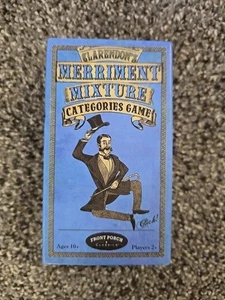 CLARENDON'S
MERRIMENT
MIXTURE
CATEGORIES GAME
FRONT PORCH
Ages 10+
Players 2+